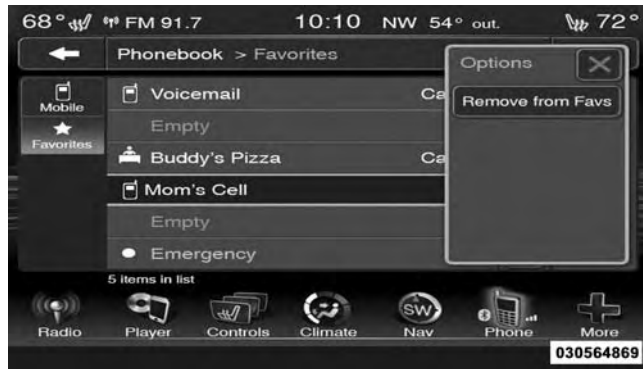 68° FM 91.7 10:10 NW 54° out. 72°
Phonebook > Favorites
Options
Mobile
Voicemail Ca
Remove from Favs
Empty
Favorites
Buddy's Pizza Ca
Mom's Cell
Empty
Emergency
5 items in list
Radio Player Controls Climate Nav Phone More
SW
030564869